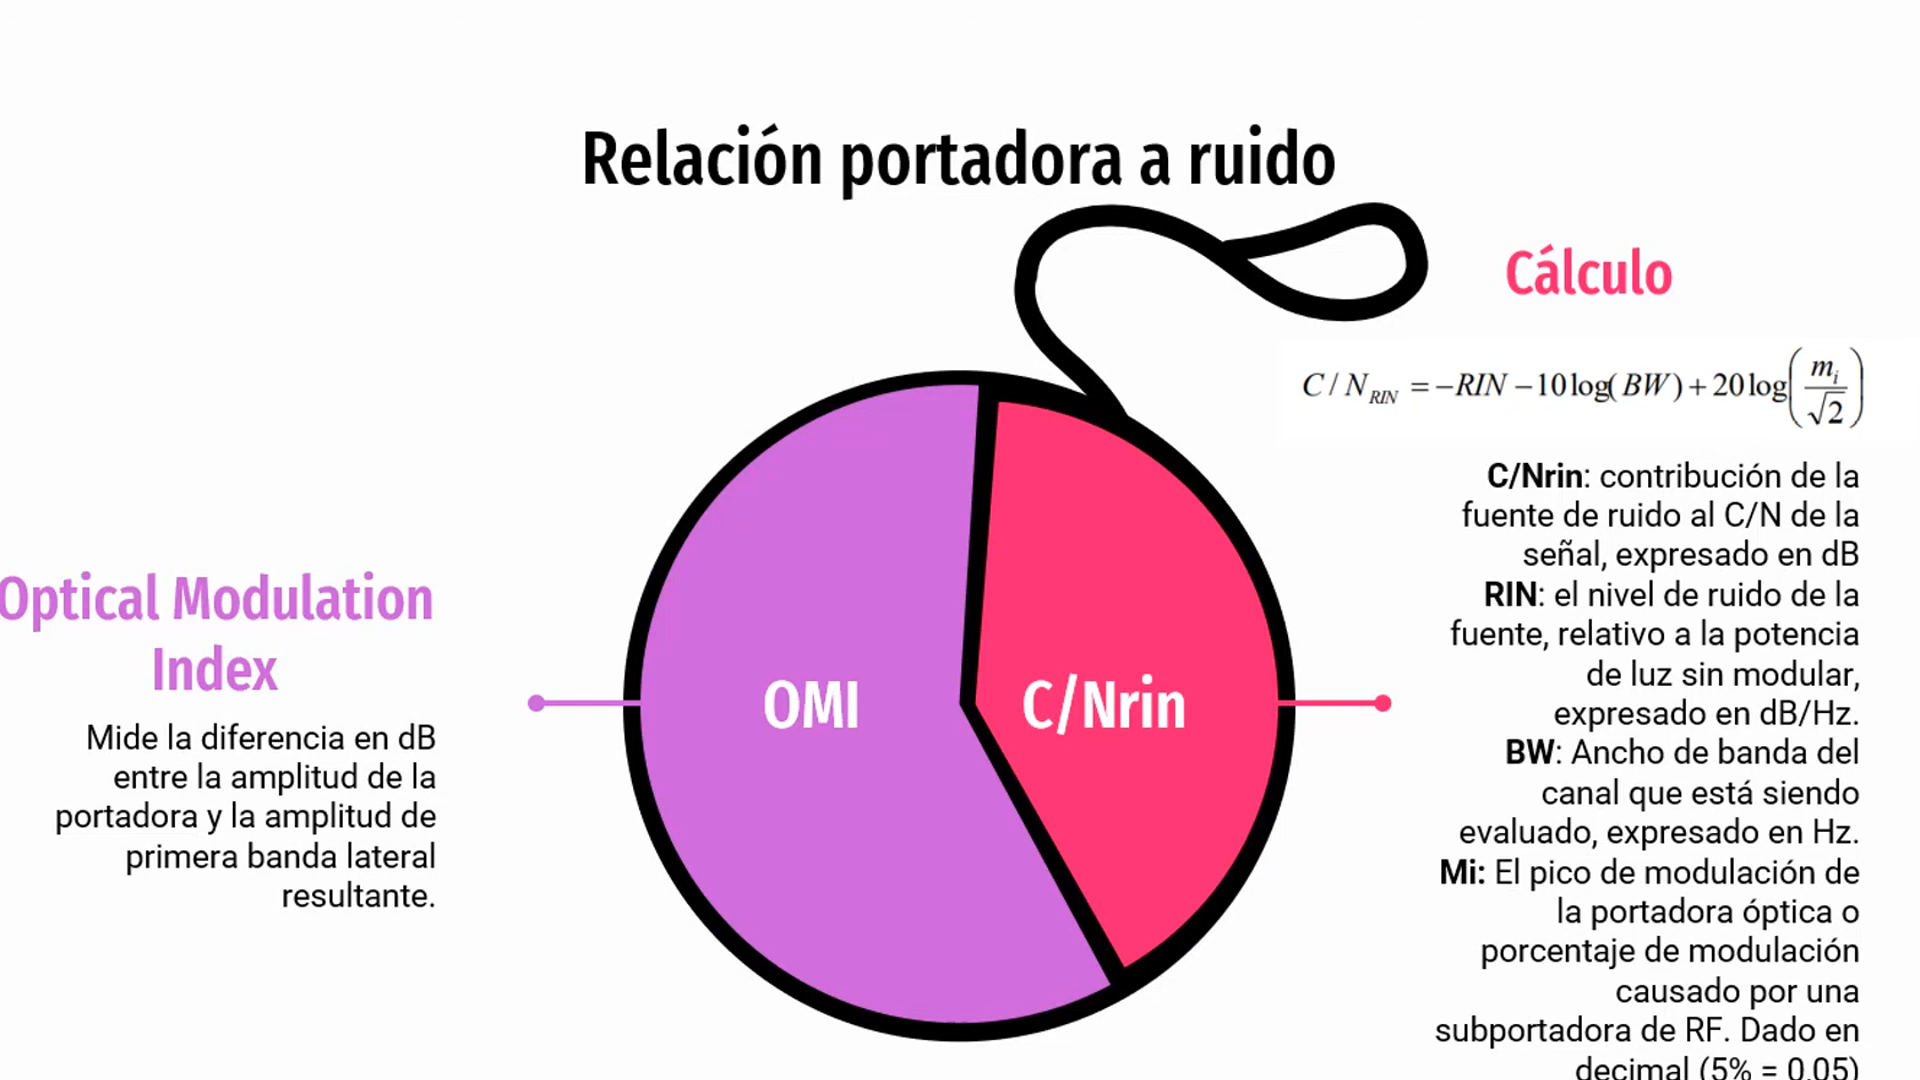 Relación portadora a ruido
Optical Modulation
Index
Mide la diferencia en dB
entre la amplitud de la
portadora y la amplitud de
primera banda lateral
resultante.
OMI
C/Nrin
Cálculo
C / N_RIN = −RIN − 10 log( BW ) + 20 log( m_i / √2 )
C/Nrin: contribución de la
fuente de ruido al C/N de la
señal, expresado en dB
RIN: el nivel de ruido de la
fuente, relativo a la potencia
de luz sin modular,
expresado en dB/Hz.
BW: Ancho de banda del
canal que está siendo
evaluado, expresado en Hz.
Mi: El pico de modulación de
la portadora óptica o
porcentaje de modulación
causado por una
subportadora de RF. Dado en
decimal (5% = 0.05)